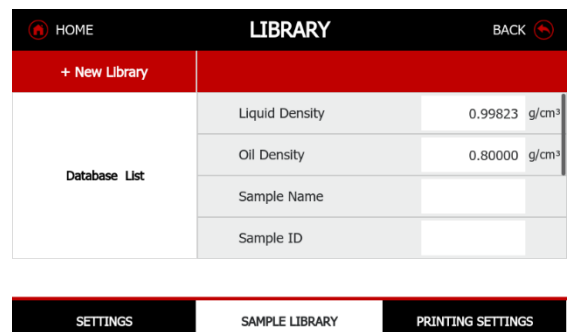 HOME LIBRARY BACK
+ New Library
Liquid Density 0.99823 g/cm³
Oil Density 0.80000 g/cm³
Database List
Sample Name
Sample ID
SETTINGS SAMPLE LIBRARY PRINTING SETTINGS